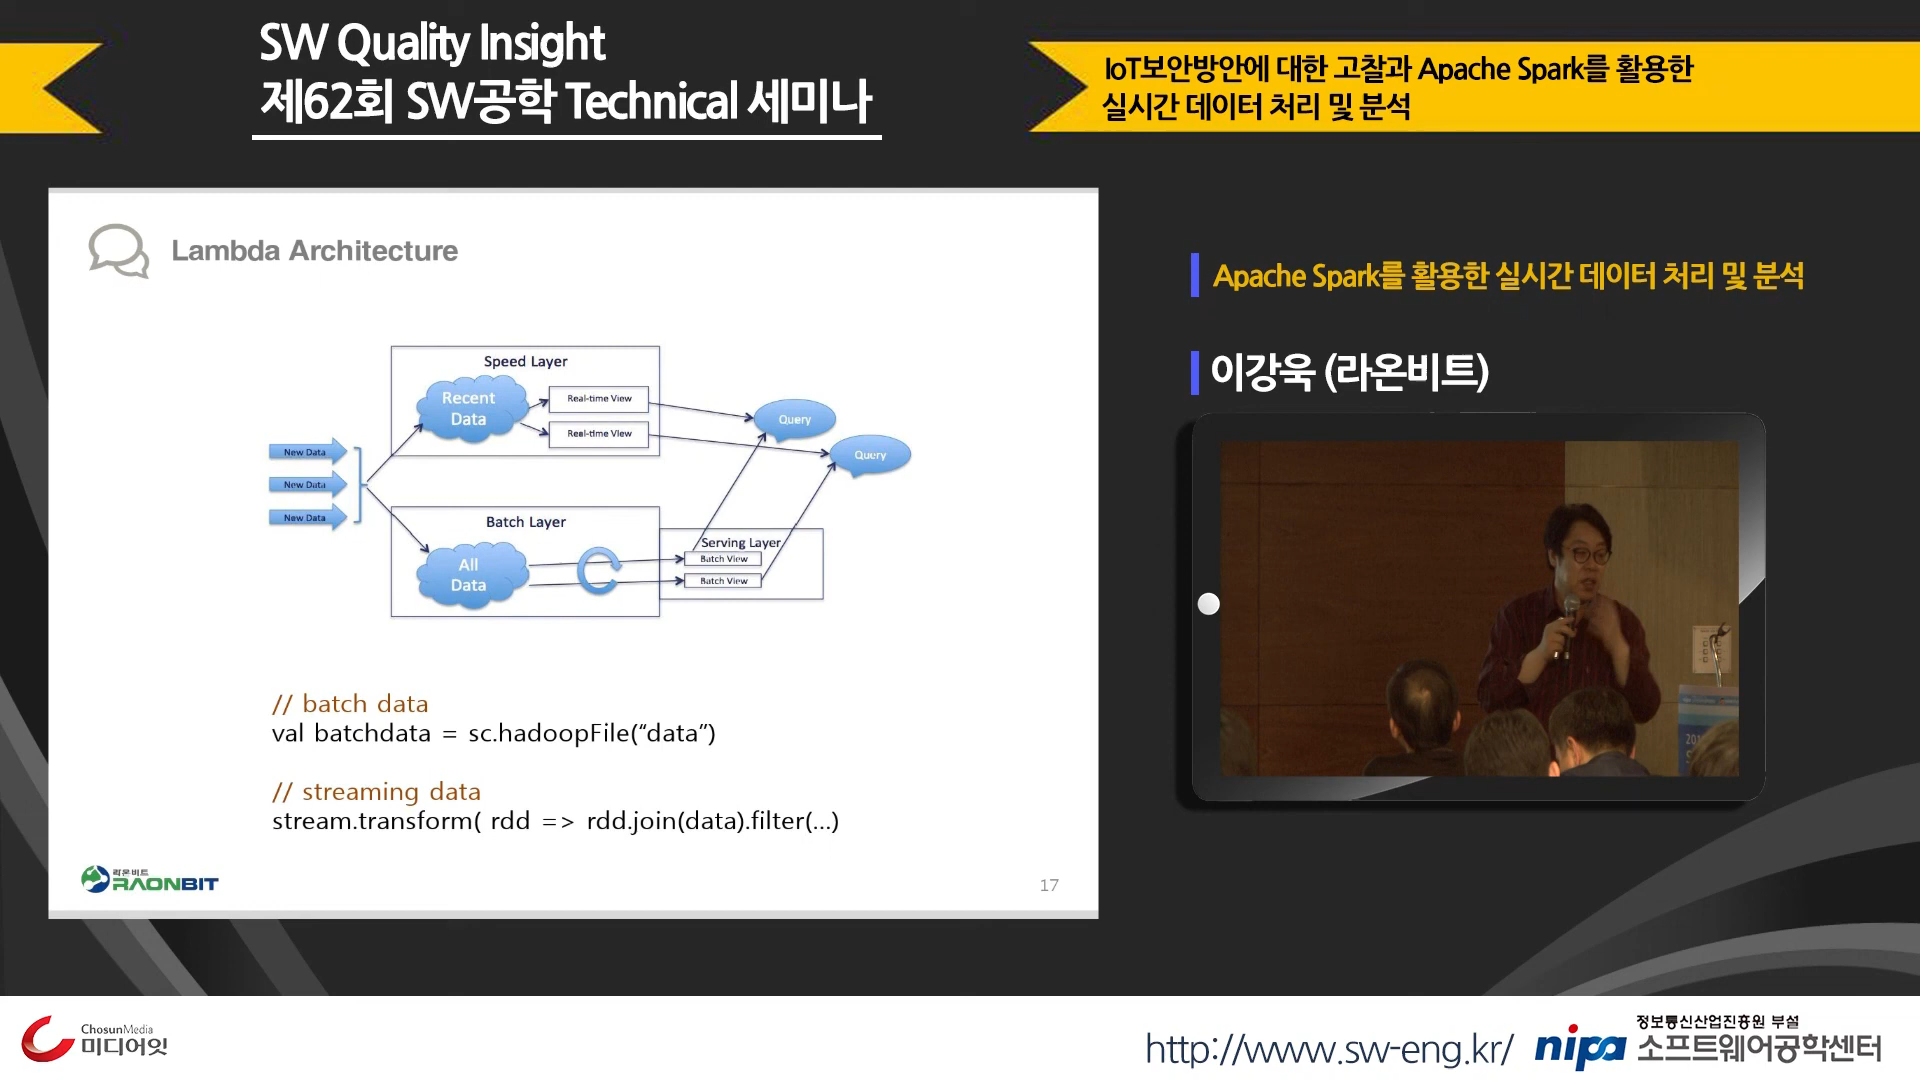 SW Quality Insight
제62회 SW공학 Technical 세미나
IoT보안방안에 대한 고찰과 Apache Spark를 활용한
실시간 데이터 처리 및 분석
Lambda Architecture
Speed Layer
Recent
Data
Real-time View
Real-time View
Query
Query
New Data
New Data
New Data
Batch Layer
All
Data
Serving Layer
Batch View
Batch View
// batch data
val batchdata = sc.hadoopFile(“data”)
// streaming data
stream.transform( rdd => rdd.join(data).filter(...)
라온비트
RAONBIT
17
Apache Spark를 활용한 실시간 데이터 처리 및 분석
이강욱 (라온비트)
ChosunMedia
미디어잇
http://www.sw-eng.kr/
nipa
정보통신산업진흥원 부설
소프트웨어공학센터